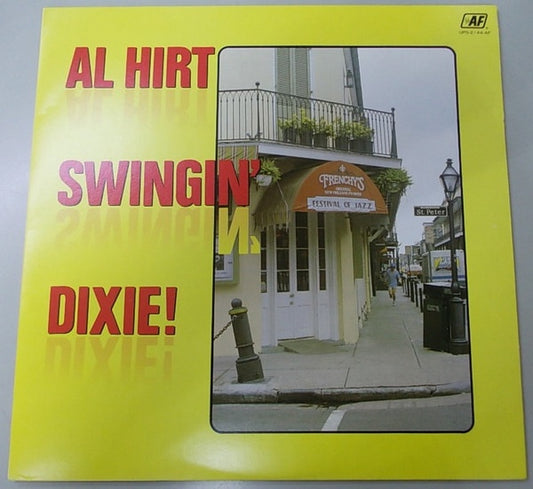 AF
AL HIRT
SWINGIN'
DIXIE!
FRENCHY'S
FESTIVAL OF JAZZ
St. Peter